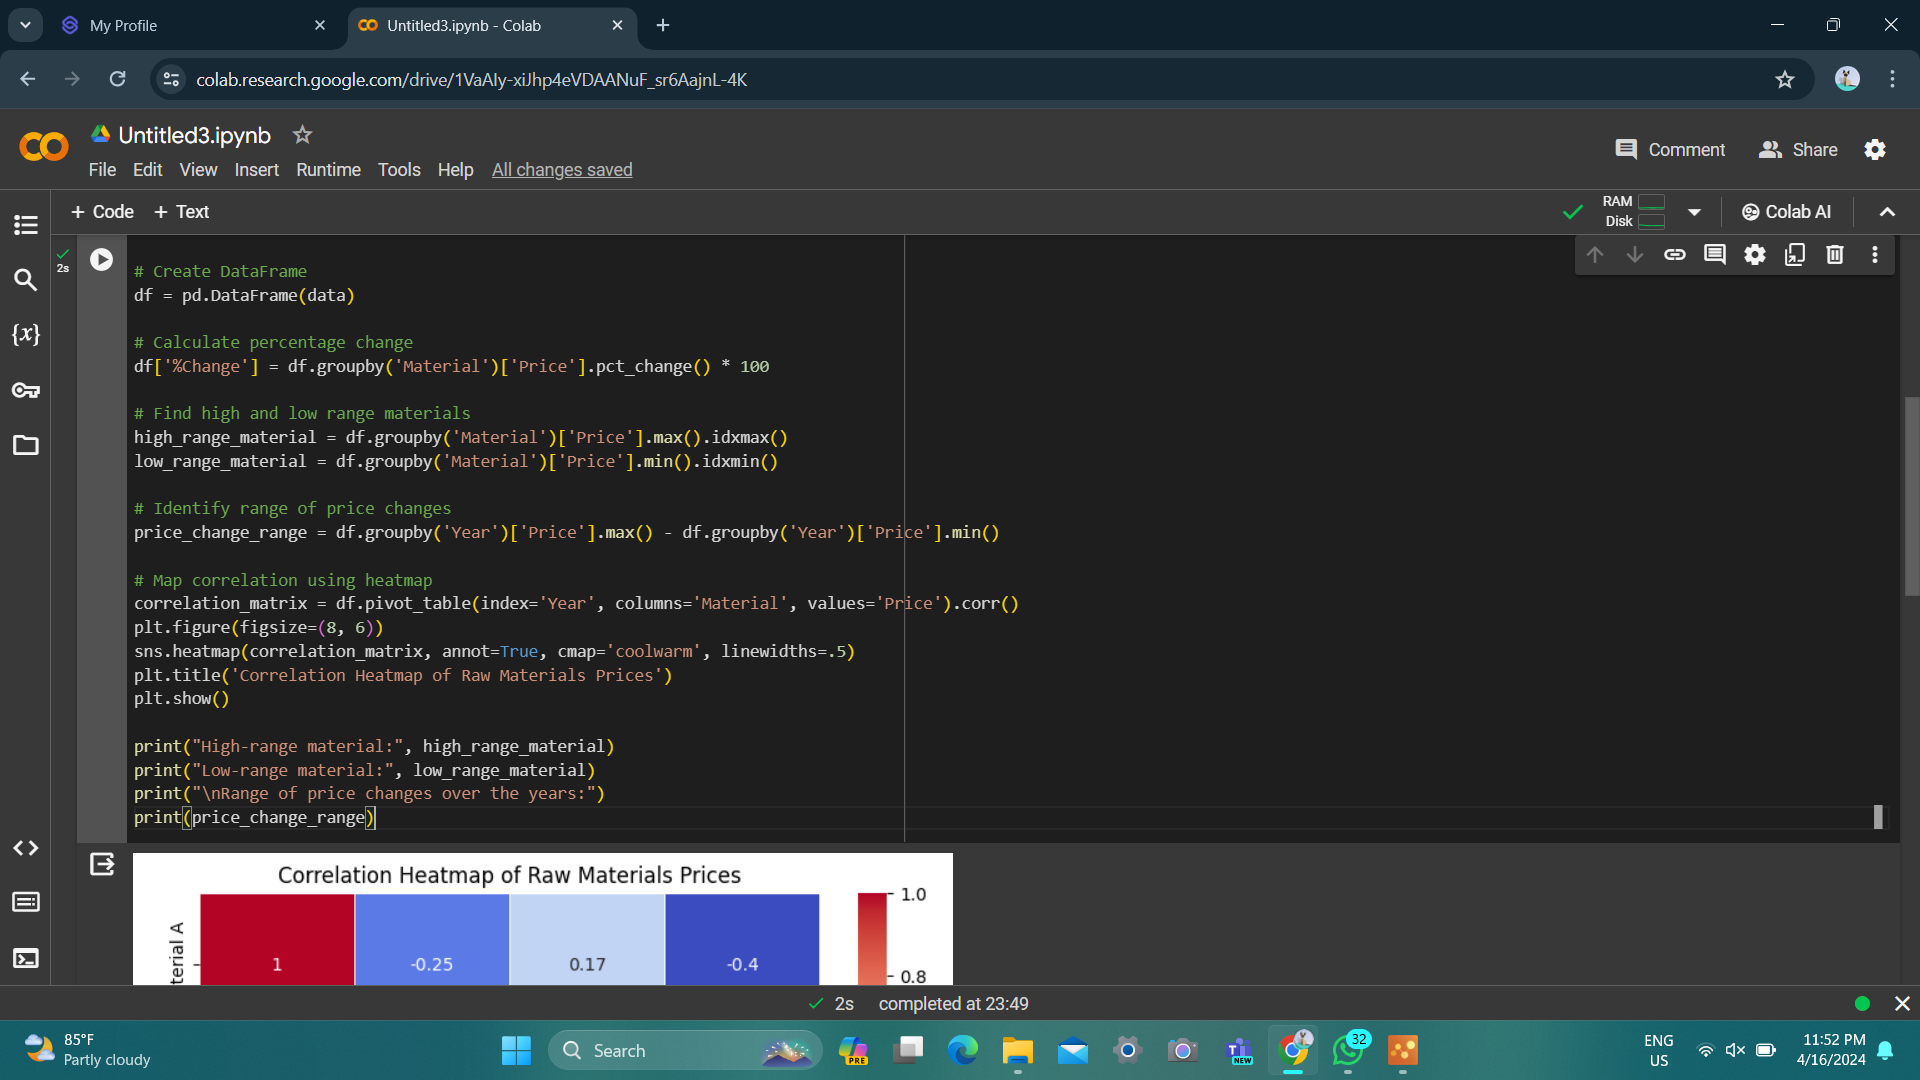 My Profile
Untitled3.ipynb - Colab
colab.research.google.com/drive/1VaAIy-xiJhp4eVDAANuF_sr6AajnL-4K
Untitled3.ipynb
File Edit View Insert Runtime Tools Help All changes saved
Comment Share
+ Code + Text
RAM
Disk
Colab AI
2s
# Create DataFrame
df = pd.DataFrame(data)
# Calculate percentage change
df['%Change'] = df.groupby('Material')['Price'].pct_change() * 100
# Find high and low range materials
high_range_material = df.groupby('Material')['Price'].max().idxmax()
low_range_material = df.groupby('Material')['Price'].min().idxmin()
# Identify range of price changes
price_change_range = df.groupby('Year')['Price'].max() - df.groupby('Year')['Price'].min()
# Map correlation using heatmap
correlation_matrix = df.pivot_table(index='Year', columns='Material', values='Price').corr()
plt.figure(figsize=(8, 6))
sns.heatmap(correlation_matrix, annot=True, cmap='coolwarm', linewidths=.5)
plt.title('Correlation Heatmap of Raw Materials Prices')
plt.show()
print("High-range material:", high_range_material)
print("Low-range material:", low_range_material)
print("\nRange of price changes over the years:")
print(price_change_range)
Correlation Heatmap of Raw Materials Prices
terial A
1 -0.25 0.17 -0.4
1.0
0.8
2s completed at 23:49
85°F
Partly cloudy
Search
PRE
NEW
32
ENG
US
11:52 PM
4/16/2024